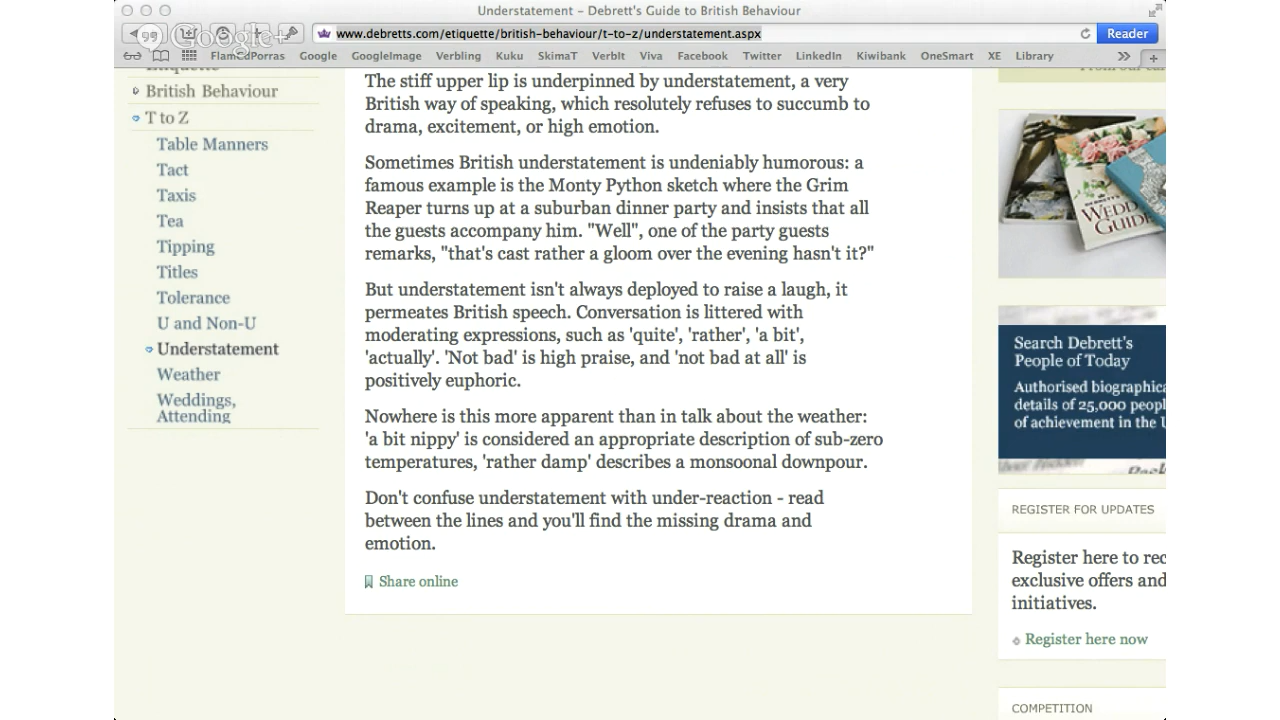 Understatement – Debrett's Guide to British Behaviour
Google+
www.debretts.com/etiquette/british-behaviour/t-to-z/understatement.aspx
Reader
FlamCdPorras Google GoogleImage Verbling Kuku SkimaT VerbIt Viva Facebook Twitter LinkedIn Kiwibank OneSmart XE Library
Etiquette
British Behaviour
T to Z
Table Manners
Tact
Taxis
Tea
Tipping
Titles
Tolerance
U and Non-U
Understatement
Weather
Weddings,
Attending
The stiff upper lip is underpinned by understatement, a very
British way of speaking, which resolutely refuses to succumb to
drama, excitement, or high emotion.
Sometimes British understatement is undeniably humorous: a
famous example is the Monty Python sketch where the Grim
Reaper turns up at a suburban dinner party and insists that all
the guests accompany him. "Well", one of the party guests
remarks, "that's cast rather a gloom over the evening hasn't it?"
But understatement isn't always deployed to raise a laugh, it
permeates British speech. Conversation is littered with
moderating expressions, such as 'quite', 'rather', 'a bit',
'actually'. 'Not bad' is high praise, and 'not bad at all' is
positively euphoric.
Nowhere is this more apparent than in talk about the weather:
'a bit nippy' is considered an appropriate description of sub-zero
temperatures, 'rather damp' describes a monsoonal downpour.
Don't confuse understatement with under-reaction - read
between the lines and you'll find the missing drama and
emotion.
Share online
WEDD
GUIDE
Search Debrett's
People of Today
Authorised biographica
details of 25,000 peopl
of achievement in the U
REGISTER FOR UPDATES
Register here to rec
exclusive offers and
initiatives.
Register here now
COMPETITION